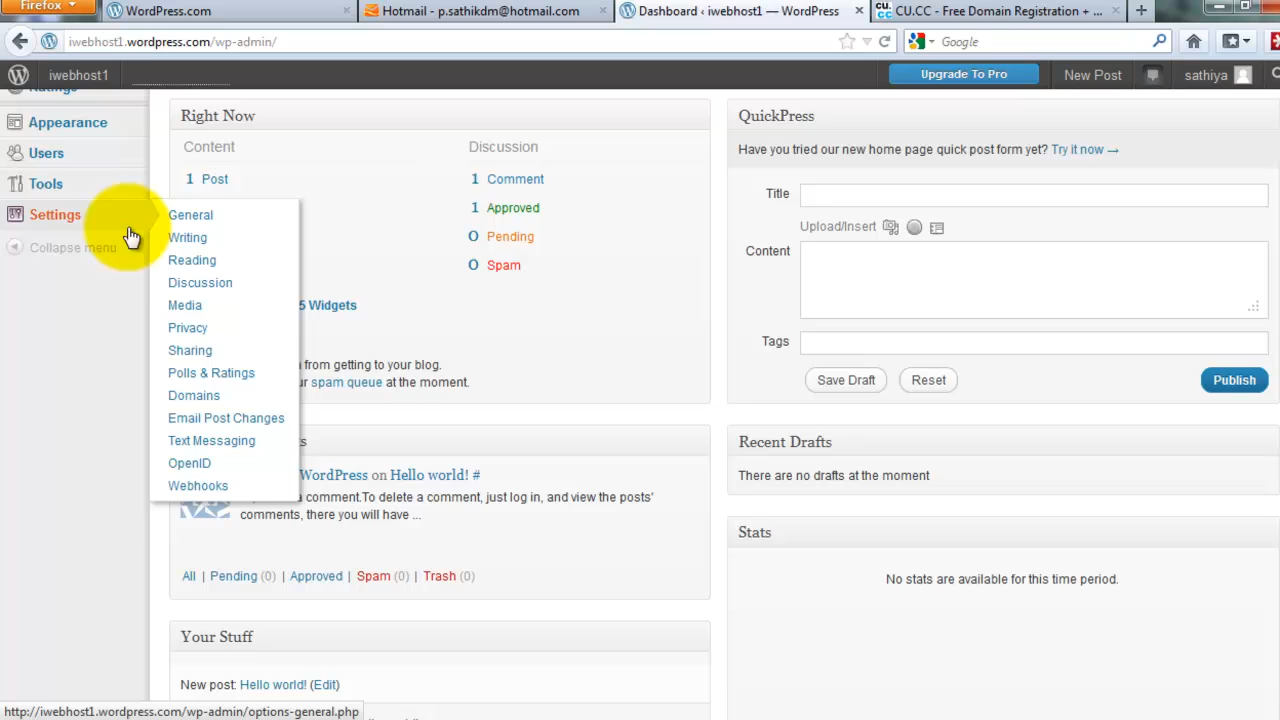 Firefox
WordPress.com
Hotmail - p.sathikdm@hotmail.com
Dashboard ‹ iwebhost1 — WordPress
CU.CC - Free Domain Registration + ...
iwebhost1.wordpress.com/wp-admin/
Google
iwebhost1
Upgrade To Pro
New Post
sathiya
Ratings
Appearance
Users
Tools
Settings
Collapse menu
General
Writing
Reading
Discussion
Media
Privacy
Sharing
Polls & Ratings
Domains
Email Post Changes
Text Messaging
OpenID
Webhooks
Right Now
Content
Discussion
1 Post
1 Comment
1 Approved
0 Pending
0 Spam
5 Widgets
from getting to your blog.
spam queue at the moment.
WordPress on Hello world! #
a comment.To delete a comment, just log in, and view the posts'
comments, there you will have ...
All | Pending (0) | Approved | Spam (0) | Trash (0)
Your Stuff
New post: Hello world! (Edit)
QuickPress
Have you tried our new home page quick post form yet? Try it now →
Title
Upload/Insert
Content
Tags
Save Draft
Reset
Publish
Recent Drafts
There are no drafts at the moment
Stats
No stats are available for this time period.
http://iwebhost1.wordpress.com/wp-admin/options-general.php